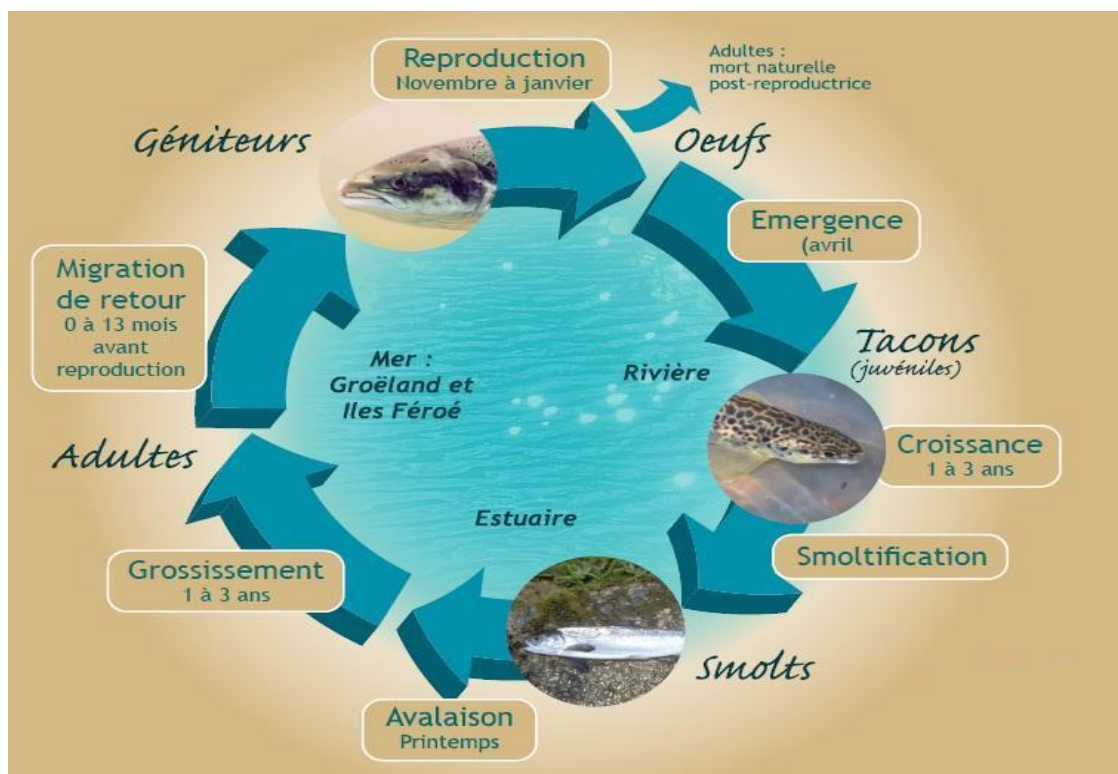 Reproduction
Novembre à janvier
Adultes :
mort naturelle
post-reproductrice
Géniteurs
Oeufs
Emergence
(avril
Migration
de retour
0 à 13 mois
avant
reproduction
Mer :
Groëland et
Iles Féroé
Rivière
Tacons
(juvéniles)
Croissance
1 à 3 ans
Adultes
Estuaire
Grossissement
1 à 3 ans
Smoltification
Smolts
Avalaison
Printemps